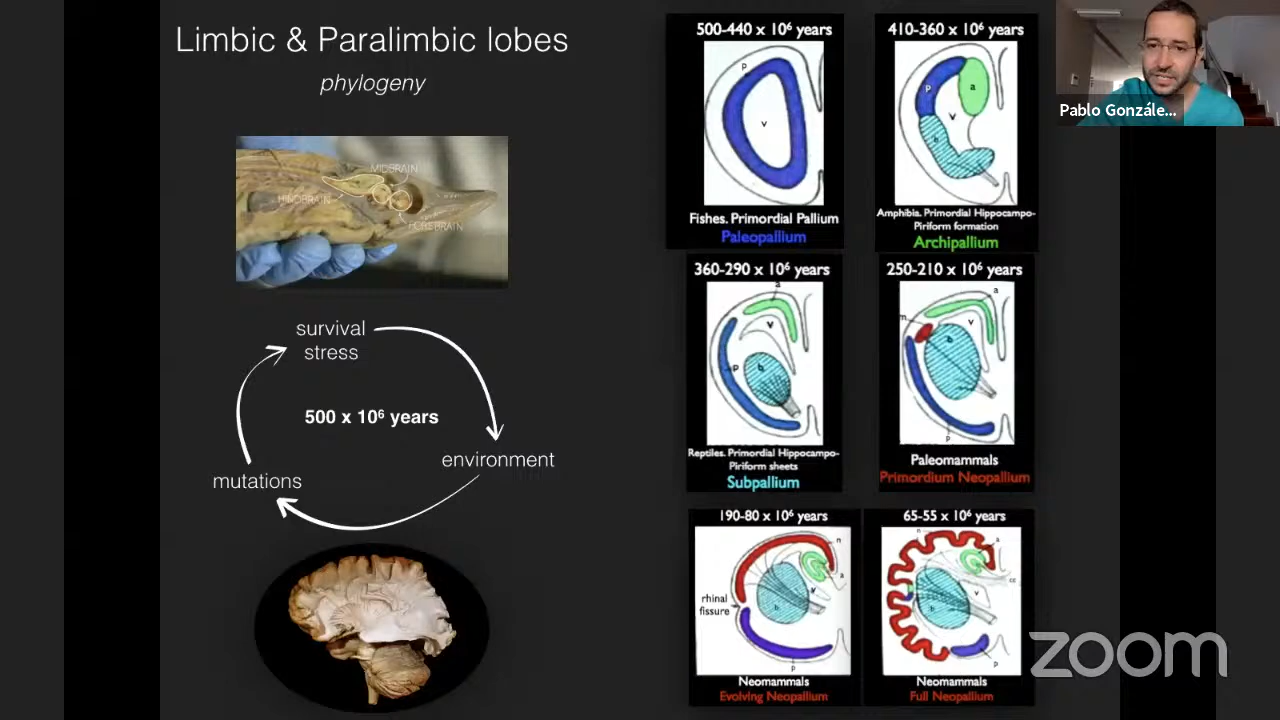 Limbic & Paralimbic lobes
phylogeny
MIDBRAIN
HINDBRAIN
FOREBRAIN
survival
stress
500 x 10⁶ years
environment
mutations
500-440 x 10⁶ years
p
v
Fishes. Primordial Pallium
Paleopallium
410-360 x 10⁶ years
p
a
v
b
Amphibia. Primordial Hippocampo-
Piriform formation
Archipallium
360-290 x 10⁶ years
a
v
p
b
Reptiles. Primordial Hippocampo-
Piriform sheets
Subpallium
250-210 x 10⁶ years
a
n
v
b
p
Paleomammals
Primordium Neopallium
190-80 x 10⁶ years
n
a
v
rhinal
fissure
b
p
Neomammals
Evolving Neopallium
65-55 x 10⁶ years
n
a
cc
v
b
p
Neomammals
Full Neopallium
Pablo Gonzále...
zoom